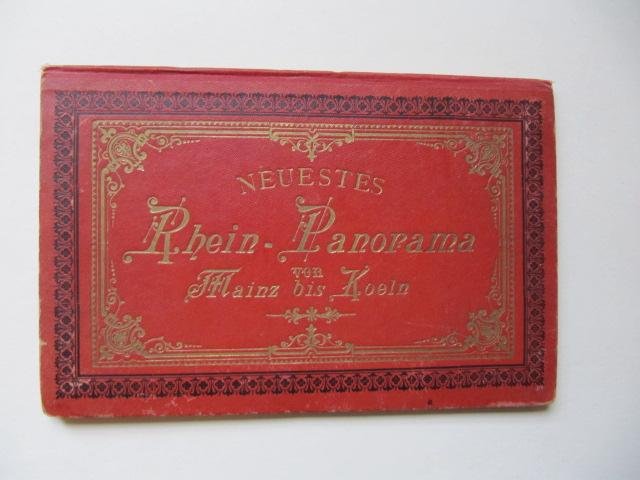 NEUESTES
Rhein-Panorama
von
Mainz bis Koeln